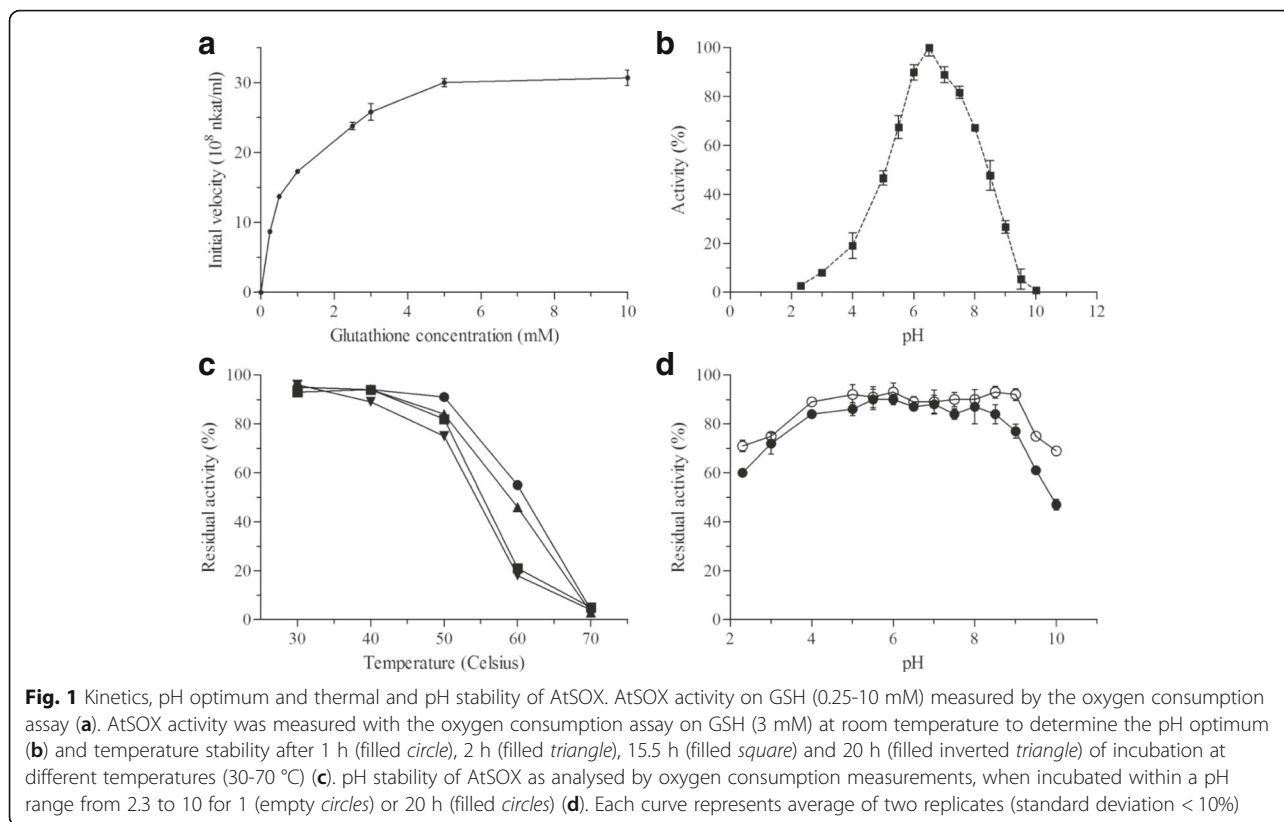 a
b
30
20
10
0
Initial velocity (10⁸ nkat/ml)
0 2 4 6 8 10
Glutathione concentration (mM)
100
80
60
40
20
0
Activity (%)
0 2 4 6 8 10 12
pH
c
d
100
80
60
40
20
0
Residual activity (%)
30 40 50 60 70
Temperature (Celsius)
100
80
60
40
20
0
Residual activity (%)
2 4 6 8 10
pH
Fig. 1 Kinetics, pH optimum and thermal and pH stability of AtSOX. AtSOX activity on GSH (0.25-10 mM) measured by the oxygen consumption
assay (a). AtSOX activity was measured with the oxygen consumption assay on GSH (3 mM) at room temperature to determine the pH optimum
(b) and temperature stability after 1 h (filled circle), 2 h (filled triangle), 15.5 h (filled square) and 20 h (filled inverted triangle) of incubation at
different temperatures (30-70 °C) (c). pH stability of AtSOX as analysed by oxygen consumption measurements, when incubated within a pH
range from 2.3 to 10 for 1 (empty circles) or 20 h (filled circles) (d). Each curve represents average of two replicates (standard deviation < 10%)